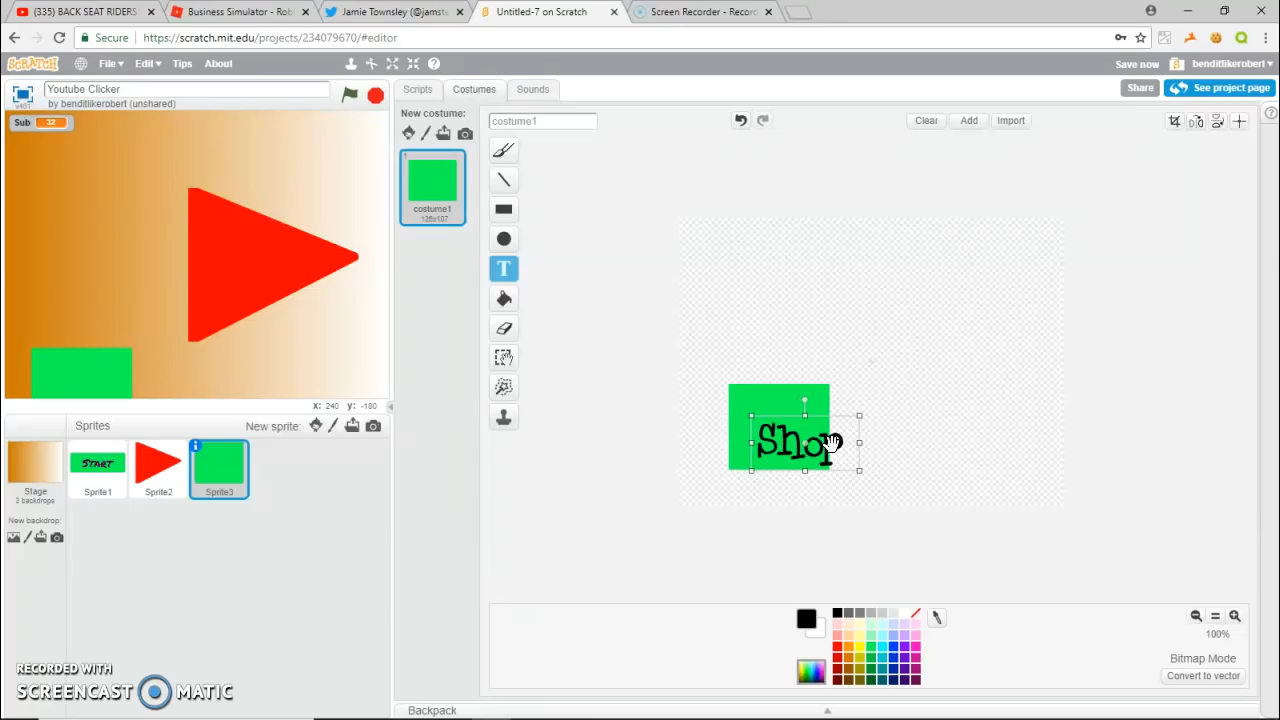 (335) BACK SEAT RIDERS
Business Simulator - Rob
Jamie Townsley (@jamste
Untitled-7 on Scratch
Screen Recorder - Record
Secure
https://scratch.mit.edu/projects/234079670/#editor
SCRATCH
File
Edit
Tips
About
Save now
benditlikerobert
Youtube Clicker
by benditlikerobert (unshared)
v461
Scripts
Costumes
Sounds
Share
See project page
Sub 32
New costume:
costume1
Clear
Add
Import
1
costume1
128x107
T
Shop
x: 240 y: -180
Sprites
New sprite:
Stage
3 backdrops
START
Sprite1
Sprite2
Sprite3
New backdrop:
100%
Bitmap Mode
Convert to vector
RECORDED WITH
SCREENCAST MATIC
Backpack